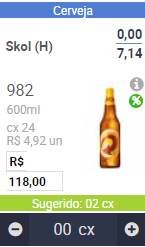 Cerveja
Skol (H)
0,00
7,14
982
600ml
cx 24
R$ 4,92 un
R$
118,00
Sugerido: 02 cx
00 cx